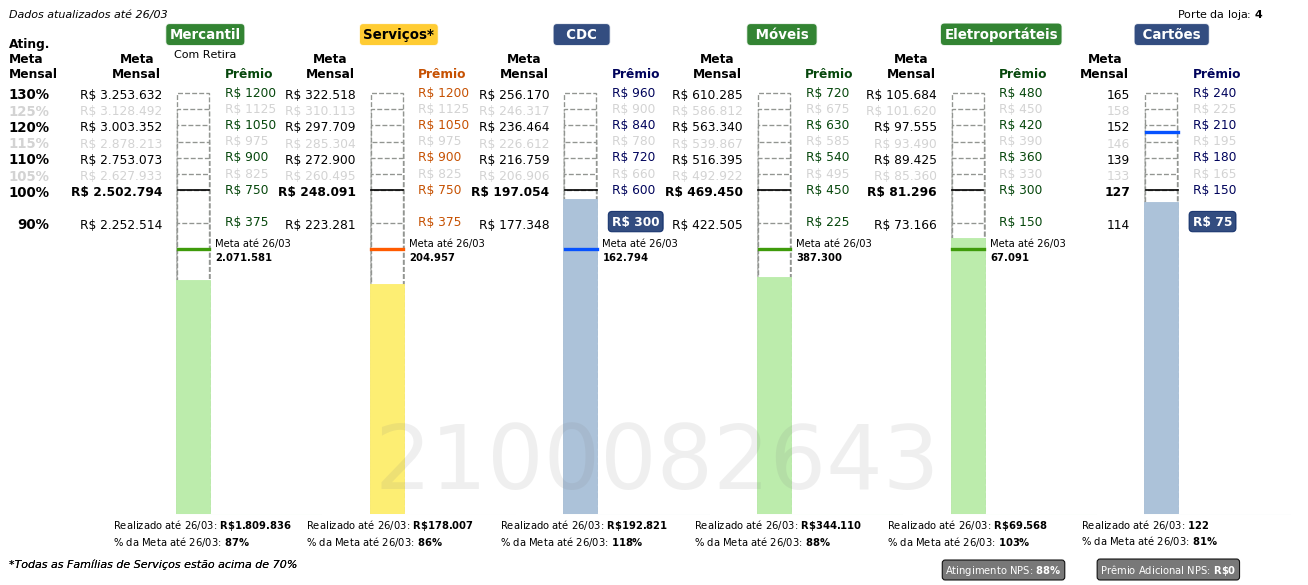 Dados atualizados até 26/03
Porte da loja: 4
Mercantil Serviços* CDC Móveis Eletroportáteis Cartões
Ating.
Com Retira
Meta Meta Meta Meta Meta Meta Meta
Mensal Mensal Prêmio Mensal Prêmio Mensal Prêmio Mensal Prêmio Mensal Prêmio Mensal Prêmio
130% R$ 3.253.632 R$ 1200 R$ 322.518 R$ 1200 R$ 256.170 R$ 960 R$ 610.285 R$ 720 R$ 105.684 R$ 480 165 R$ 240
125% R$ 3.128.492 R$ 1125 R$ 310.113 R$ 1125 R$ 246.317 R$ 900 R$ 586.812 R$ 675 R$ 101.620 R$ 450 158 R$ 225
120% R$ 3.003.352 R$ 1050 R$ 297.709 R$ 1050 R$ 236.464 R$ 840 R$ 563.340 R$ 630 R$ 97.555 R$ 420 152 R$ 210
115% R$ 2.878.213 R$ 975 R$ 285.304 R$ 975 R$ 226.612 R$ 780 R$ 539.867 R$ 585 R$ 93.490 R$ 390 146 R$ 195
110% R$ 2.753.073 R$ 900 R$ 272.900 R$ 900 R$ 216.759 R$ 720 R$ 516.395 R$ 540 R$ 89.425 R$ 360 139 R$ 180
105% R$ 2.627.933 R$ 825 R$ 260.495 R$ 825 R$ 206.906 R$ 660 R$ 492.922 R$ 495 R$ 85.360 R$ 330 133 R$ 165
100% R$ 2.502.794 R$ 750 R$ 248.091 R$ 750 R$ 197.054 R$ 600 R$ 469.450 R$ 450 R$ 81.296 R$ 300 127 R$ 150
90% R$ 2.252.514 R$ 375 R$ 223.281 R$ 375 R$ 177.348 R$ 300 R$ 422.505 R$ 225 R$ 73.166 R$ 150 114 R$ 75
Meta até 26/03 Meta até 26/03 Meta até 26/03 Meta até 26/03 Meta até 26/03
2.071.581 204.957 162.794 387.300 67.091
2100082643
Realizado até 26/03: R$1.809.836 Realizado até 26/03: R$178.007 Realizado até 26/03: R$192.821 Realizado até 26/03: R$344.110 Realizado até 26/03: R$69.568 Realizado até 26/03: 122
% da Meta até 26/03: 87% % da Meta até 26/03: 86% % da Meta até 26/03: 118% % da Meta até 26/03: 88% % da Meta até 26/03: 103% % da Meta até 26/03: 81%
*Todas as Famílias de Serviços estão acima de 70%
Atingimento NPS: 88% Prêmio Adicional NPS: R$0